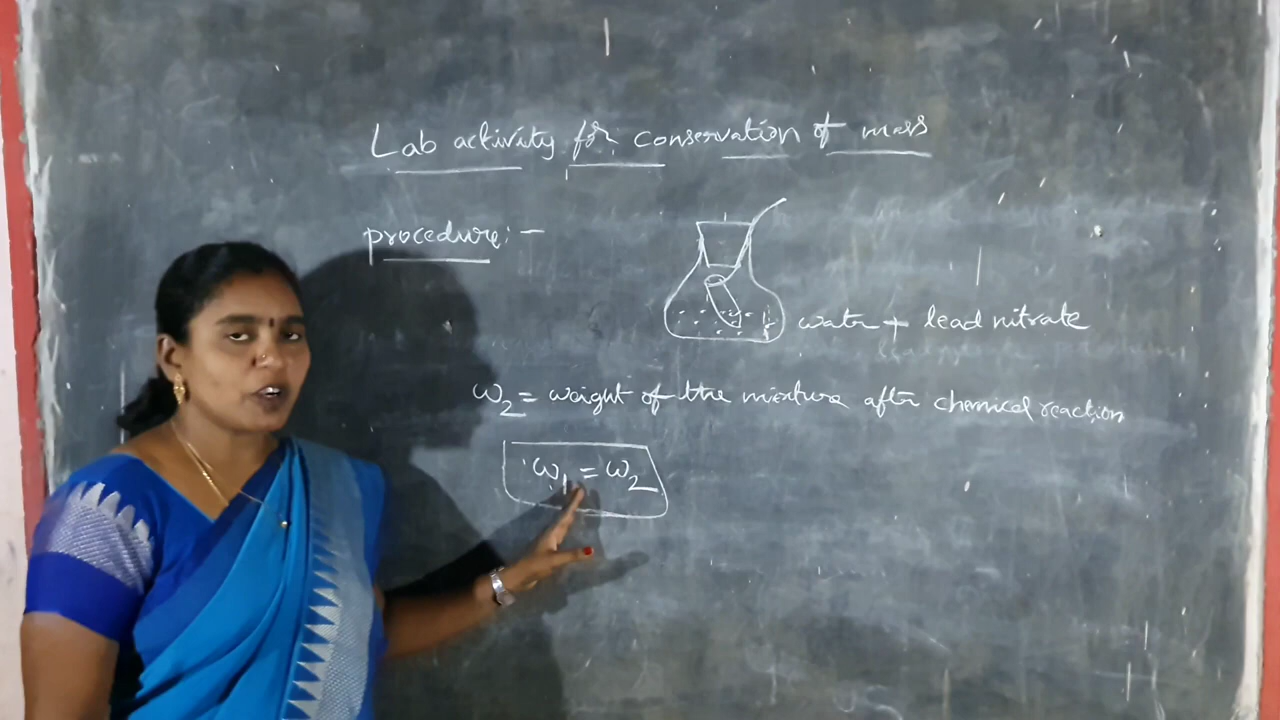 Lab activity for conservation of mass
procedure:-
water + lead nitrate
W₂ = weight of the mixture after chemical reaction
W₁ = W₂